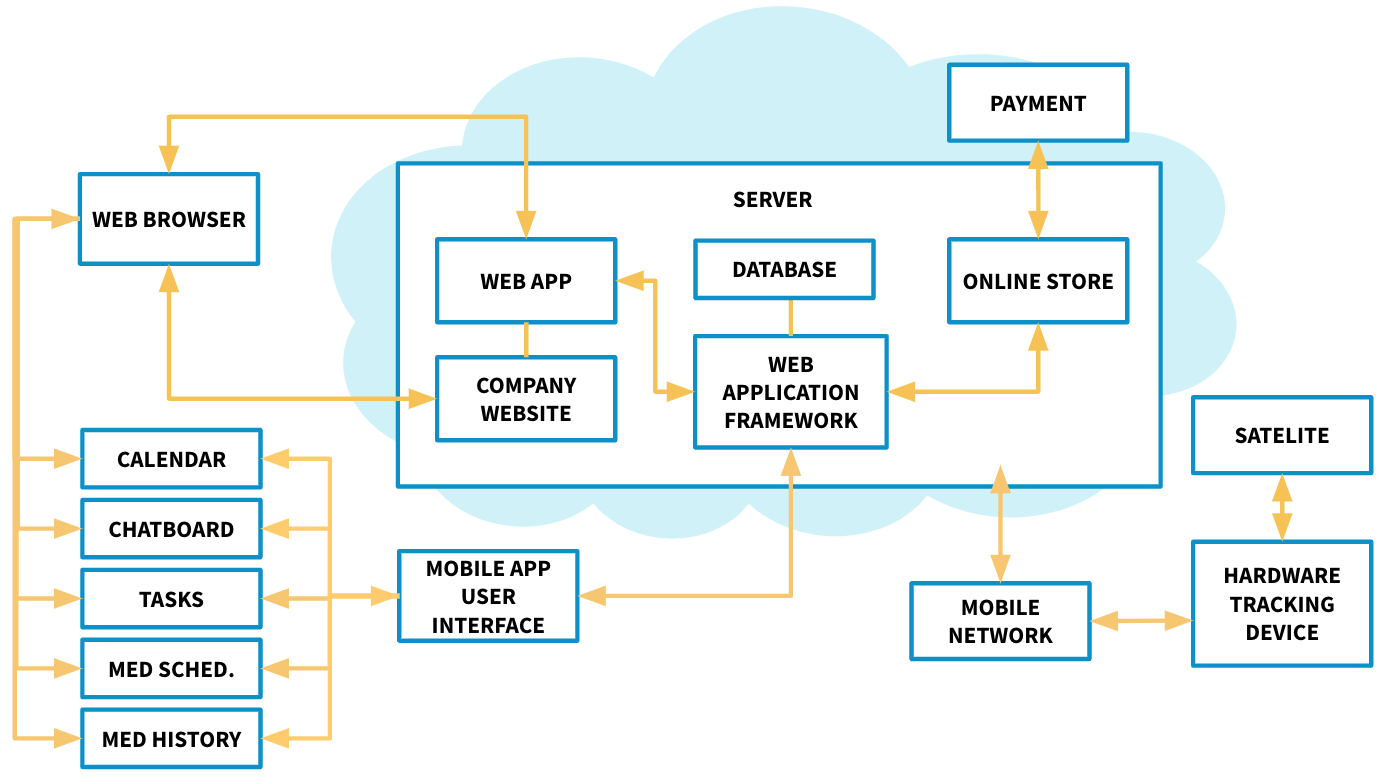 PAYMENT
SERVER
WEB BROWSER
WEB APP
DATABASE
ONLINE STORE
COMPANY
WEBSITE
WEB
APPLICATION
FRAMEWORK
SATELITE
CALENDAR
CHATBOARD
TASKS
MED SCHED.
MED HISTORY
MOBILE APP
USER
INTERFACE
MOBILE
NETWORK
HARDWARE
TRACKING
DEVICE